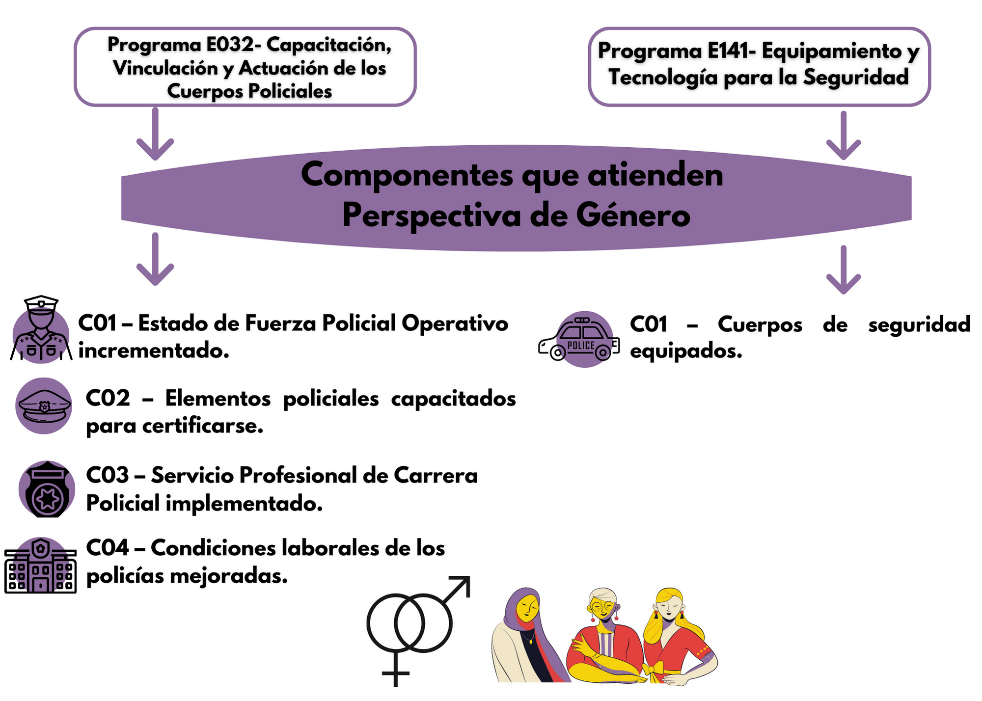 Programa E032- Capacitación,
Vinculación y Actuación de los
Cuerpos Policiales
Programa E141- Equipamiento y
Tecnología para la Seguridad
Componentes que atienden
Perspectiva de Género
C01 – Estado de Fuerza Policial Operativo
incrementado.
C02 – Elementos policiales capacitados
para certificarse.
C03 – Servicio Profesional de Carrera
Policial implementado.
C04 – Condiciones laborales de los
policías mejoradas.
POLICE
C01 – Cuerpos de seguridad
equipados.